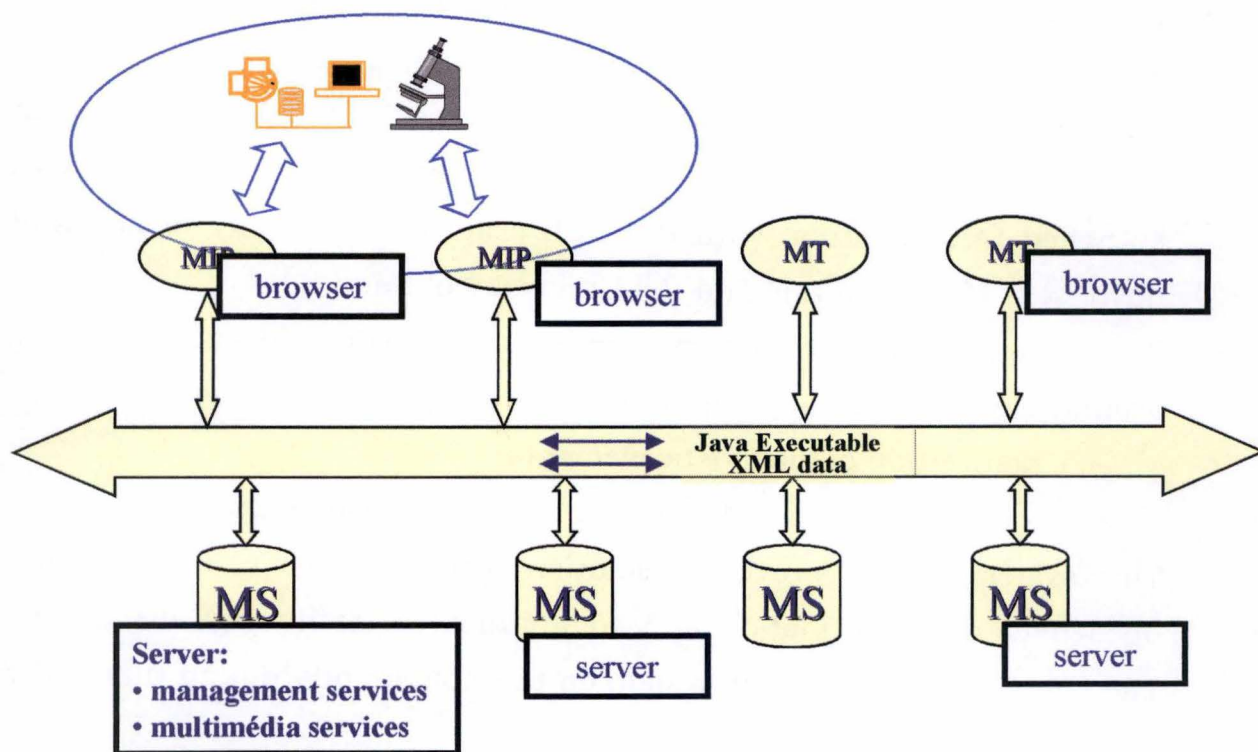 MIP
browser
MIP
browser
MT
MT
browser
Java Executable
XML data
MS
Server:
• management services
• multimédia services
MS
server
MS
MS
server